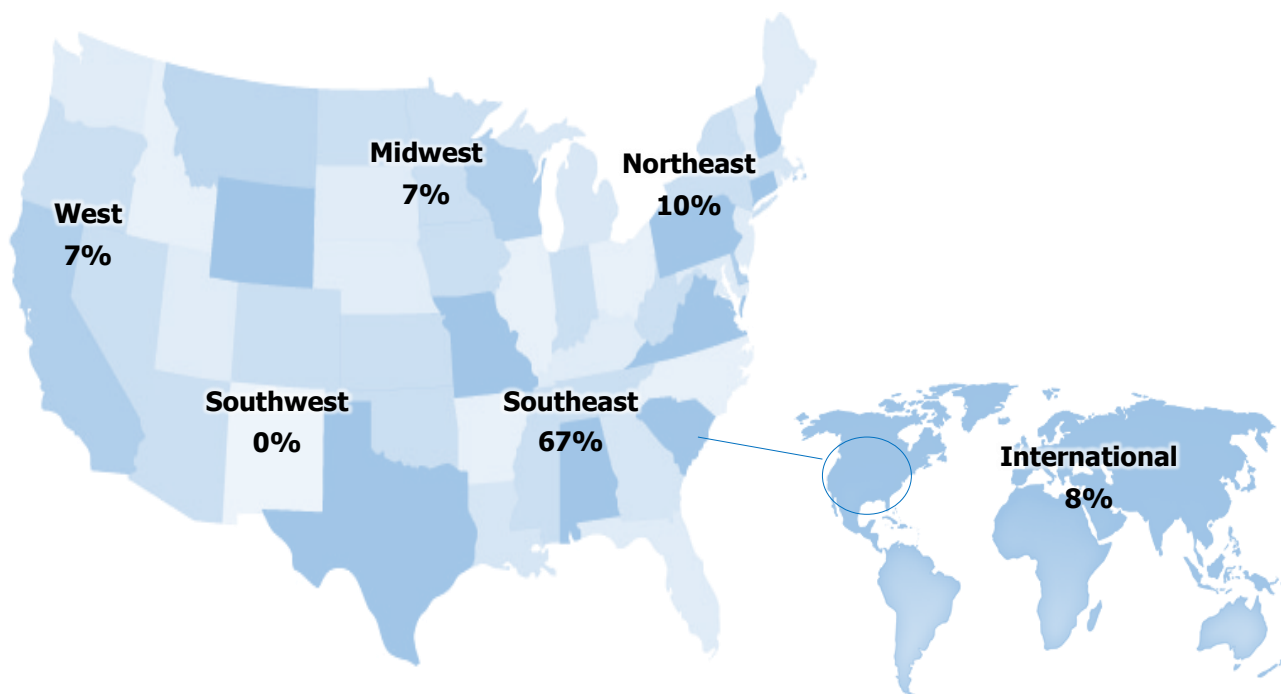 Midwest
7%
Northeast
10%
West
7%
Southwest
0%
Southeast
67%
International
8%